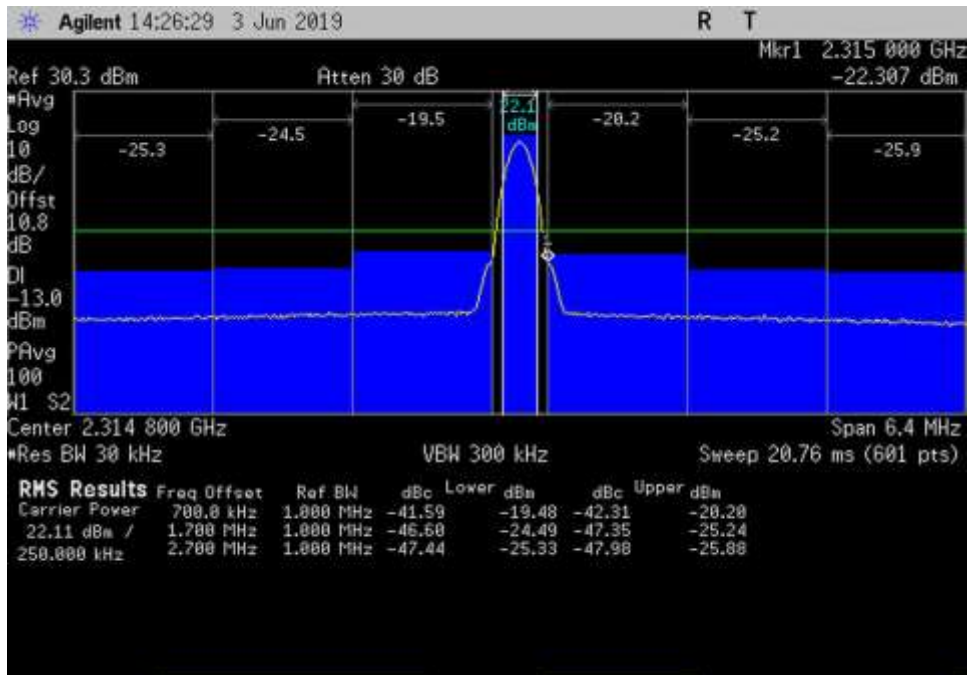 Agilent 14:26:29 3 Jun 2019 R T
Mkr1 2.315 000 GHz
Ref 30.3 dBm Atten 30 dB -22.307 dBm
#Avg
Log
10
dB/
Offst
10.8
dB
DI
-13.0
dBm
PAvg
100
W1 S2
-25.3 -24.5 -19.5 22.1 dBm -20.2 -25.2 -25.9
1
Center 2.314 800 GHz Span 6.4 MHz
#Res BW 30 kHz VBW 300 kHz Sweep 20.76 ms (601 pts)
RMS Results Freq Offset Ref BW dBc Lower dBm dBc Upper dBm
Carrier Power 700.0 kHz 1.000 MHz -41.59 -19.48 -42.31 -20.20
22.11 dBm / 1.700 MHz 1.000 MHz -46.60 -24.49 -47.35 -25.24
250.000 kHz 2.700 MHz 1.000 MHz -47.44 -25.33 -47.98 -25.88